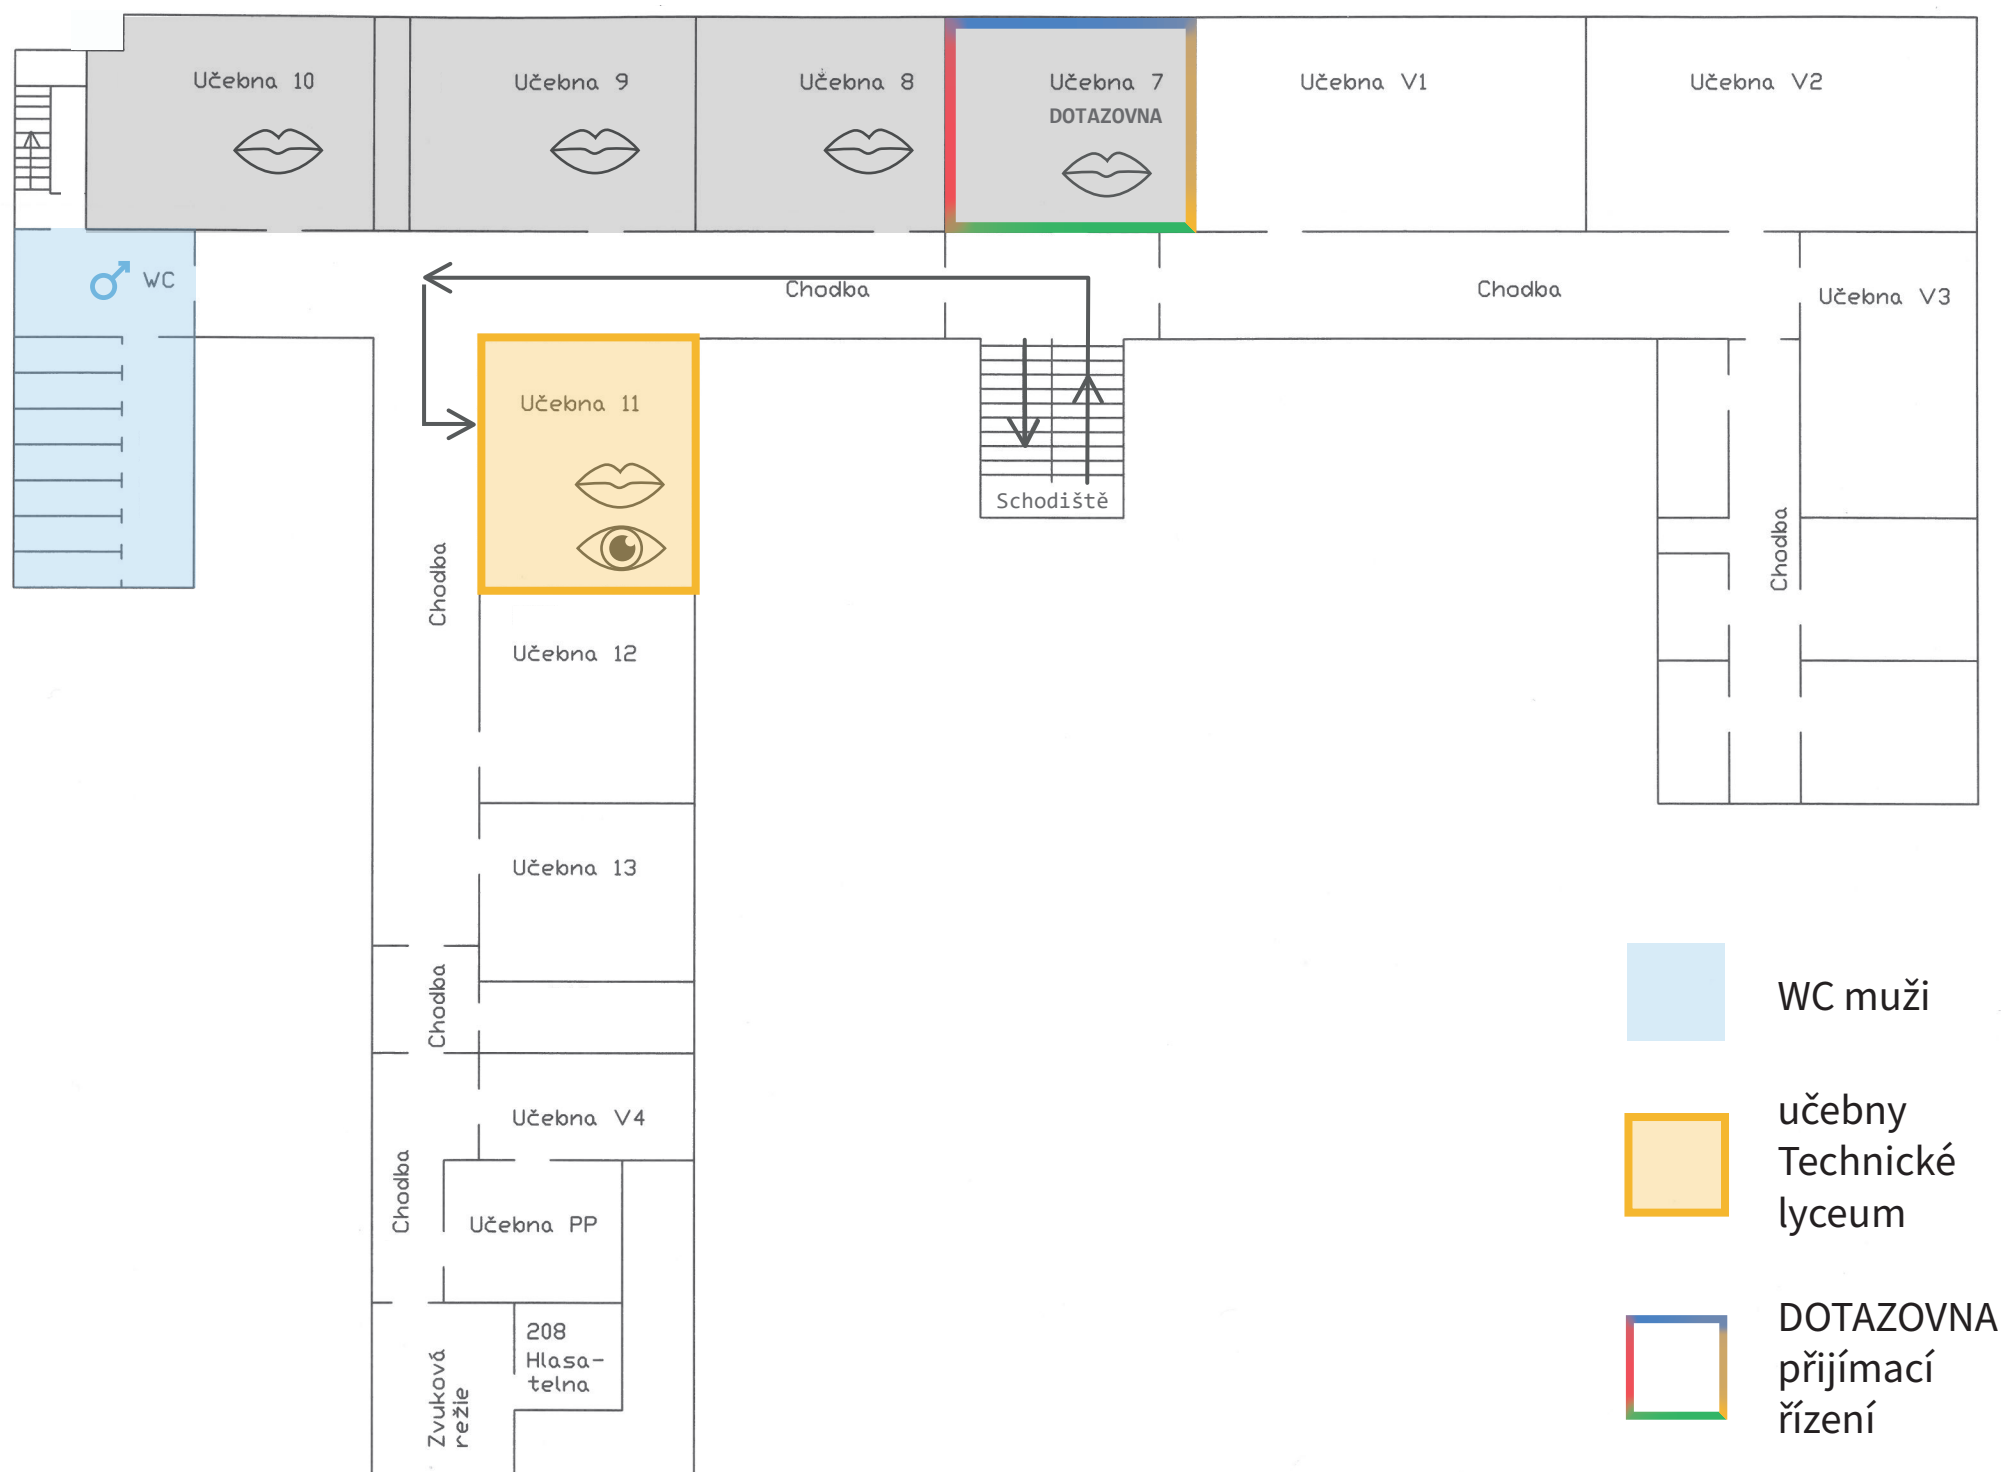 Učebna 10
Učebna 9
Učebna 8
Učebna 7
DOTAZOVNA
Učebna V1
Učebna V2
WC
Chodba
Chodba
Učebna V3
Učebna 11
Schodiště
Chodba
Chodba
Učebna 12
Učebna 13
Chodba
Učebna V4
Chodba
Učebna PP
208
Hlasa-
telna
Zvuková
režie
WC muži
učebny
Technické
lyceum
DOTAZOVNA
přijímací
řízení